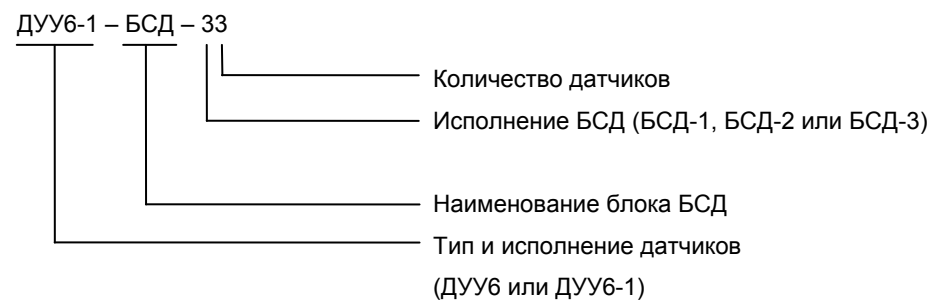 ДУУ6-1 – БСД – 33
Количество датчиков
Исполнение БСД (БСД-1, БСД-2 или БСД-3)
Наименование блока БСД
Тип и исполнение датчиков
(ДУУ6 или ДУУ6-1)